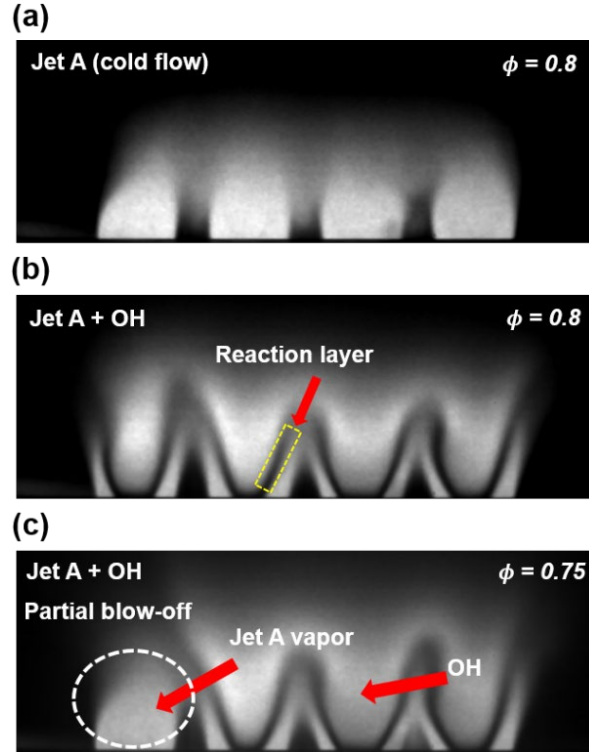 (a)
Jet A (cold flow)
ϕ = 0.8
(b)
Jet A + OH
ϕ = 0.8
Reaction layer
(c)
Jet A + OH
ϕ = 0.75
Partial blow-off
Jet A vapor
OH